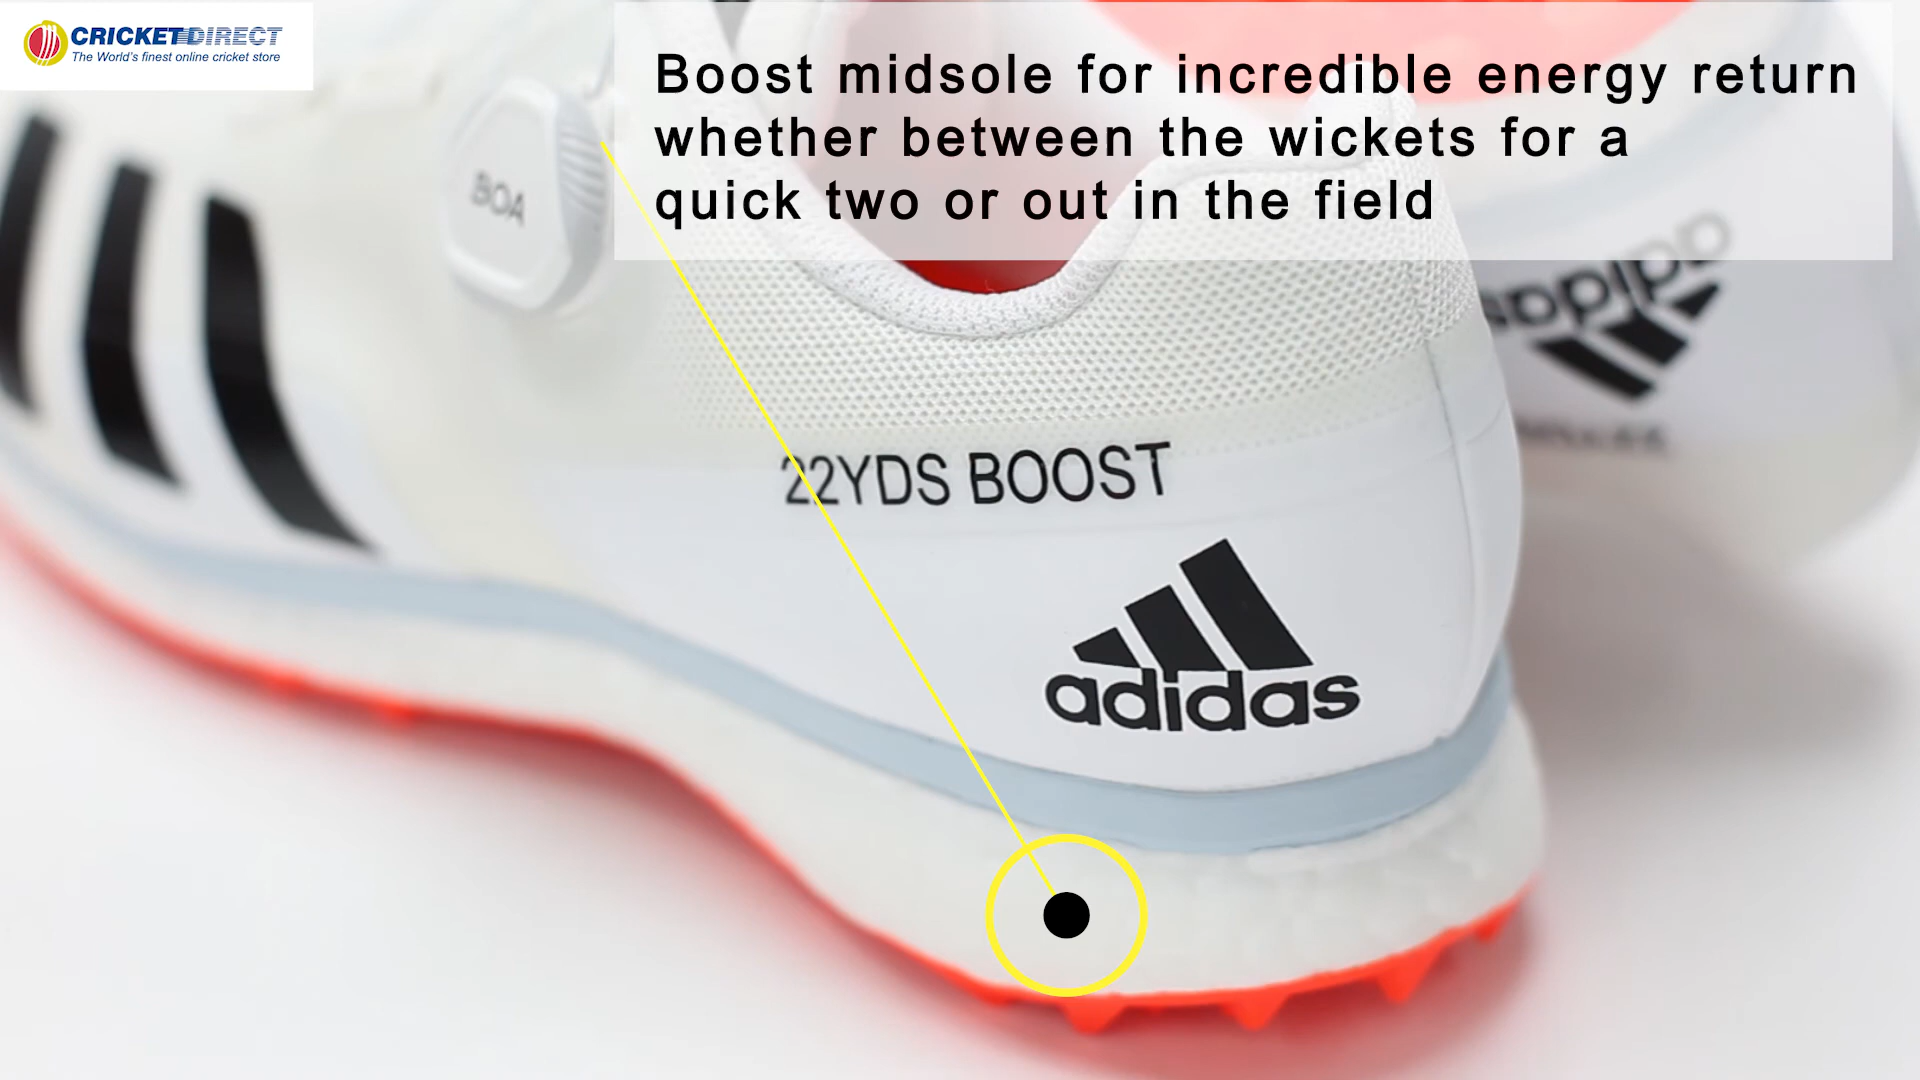 CRICKETDIRECT
The World's finest online cricket store
Boost midsole for incredible energy return
whether between the wickets for a
quick two or out in the field
BOA
adidas
22YDS BOOST
adidas